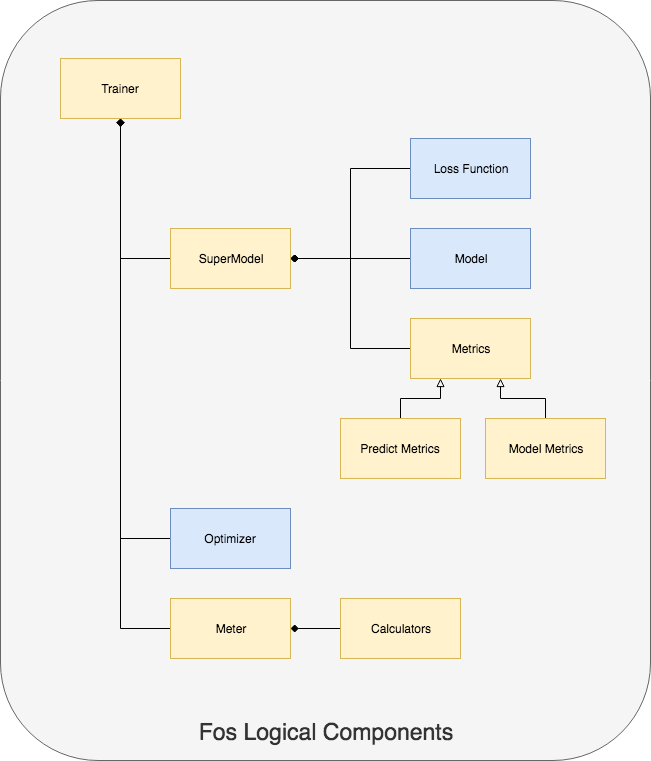 Trainer
Loss Function
SuperModel
Model
Metrics
Predict Metrics
Model Metrics
Optimizer
Meter
Calculators
Fos Logical Components